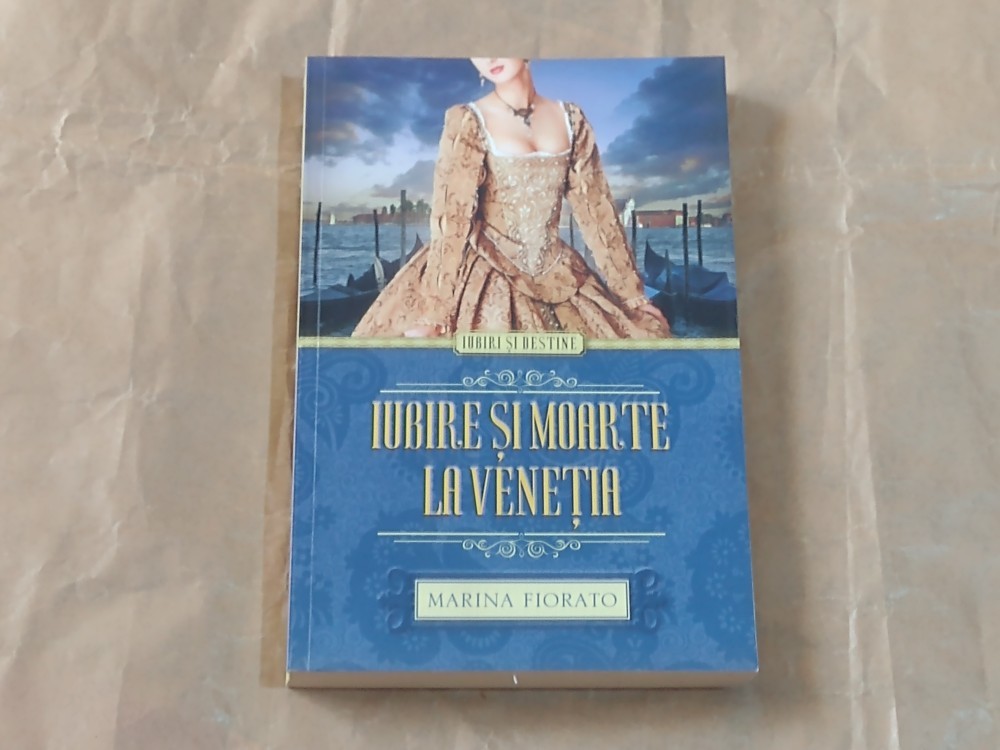 IUBIRI ȘI DESTINE
IUBIRE ȘI MOARTE
LA VENEȚIA
MARINA FIORATO